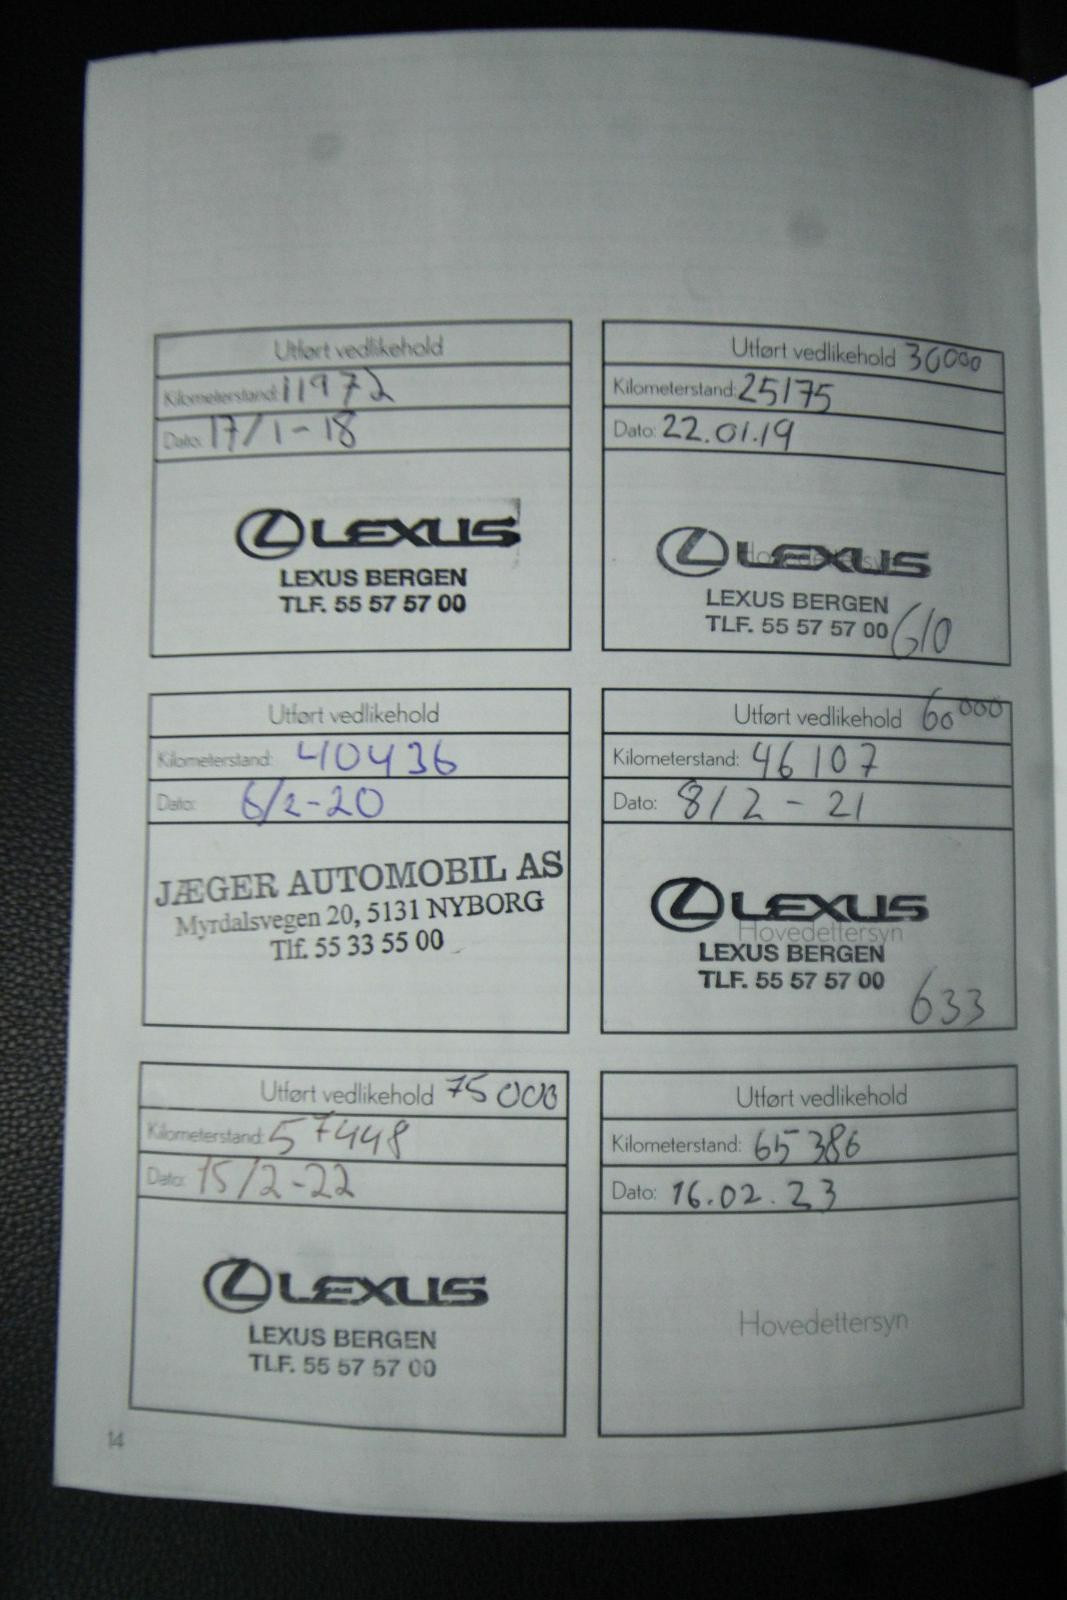 Utført vedlikehold
Kilometerstand: 11972
Dato: 17/1-18
LEXUS
LEXUS BERGEN
TLF. 55 57 57 00
Utført vedlikehold 30000
Kilometerstand: 25175
Dato: 22.01.19
Hovedettersyn
LEXUS
LEXUS BERGEN
TLF. 55 57 57 00
610
Utført vedlikehold
Kilometerstand: 40436
Dato: 6/2-20
JÆGER AUTOMOBIL AS
Myrdalsvegen 20, 5131 NYBORG
Tlf. 55 33 55 00
Utført vedlikehold 60000
Kilometerstand: 46107
Dato: 8/2-21
LEXUS
Hovedettersyn
LEXUS BERGEN
TLF. 55 57 57 00
633
Utført vedlikehold 75000
Kilometerstand: 57448
Dato: 15/2-22
LEXUS
LEXUS BERGEN
TLF. 55 57 57 00
Utført vedlikehold
Kilometerstand: 65386
Dato: 16.02.23
Hovedettersyn
14